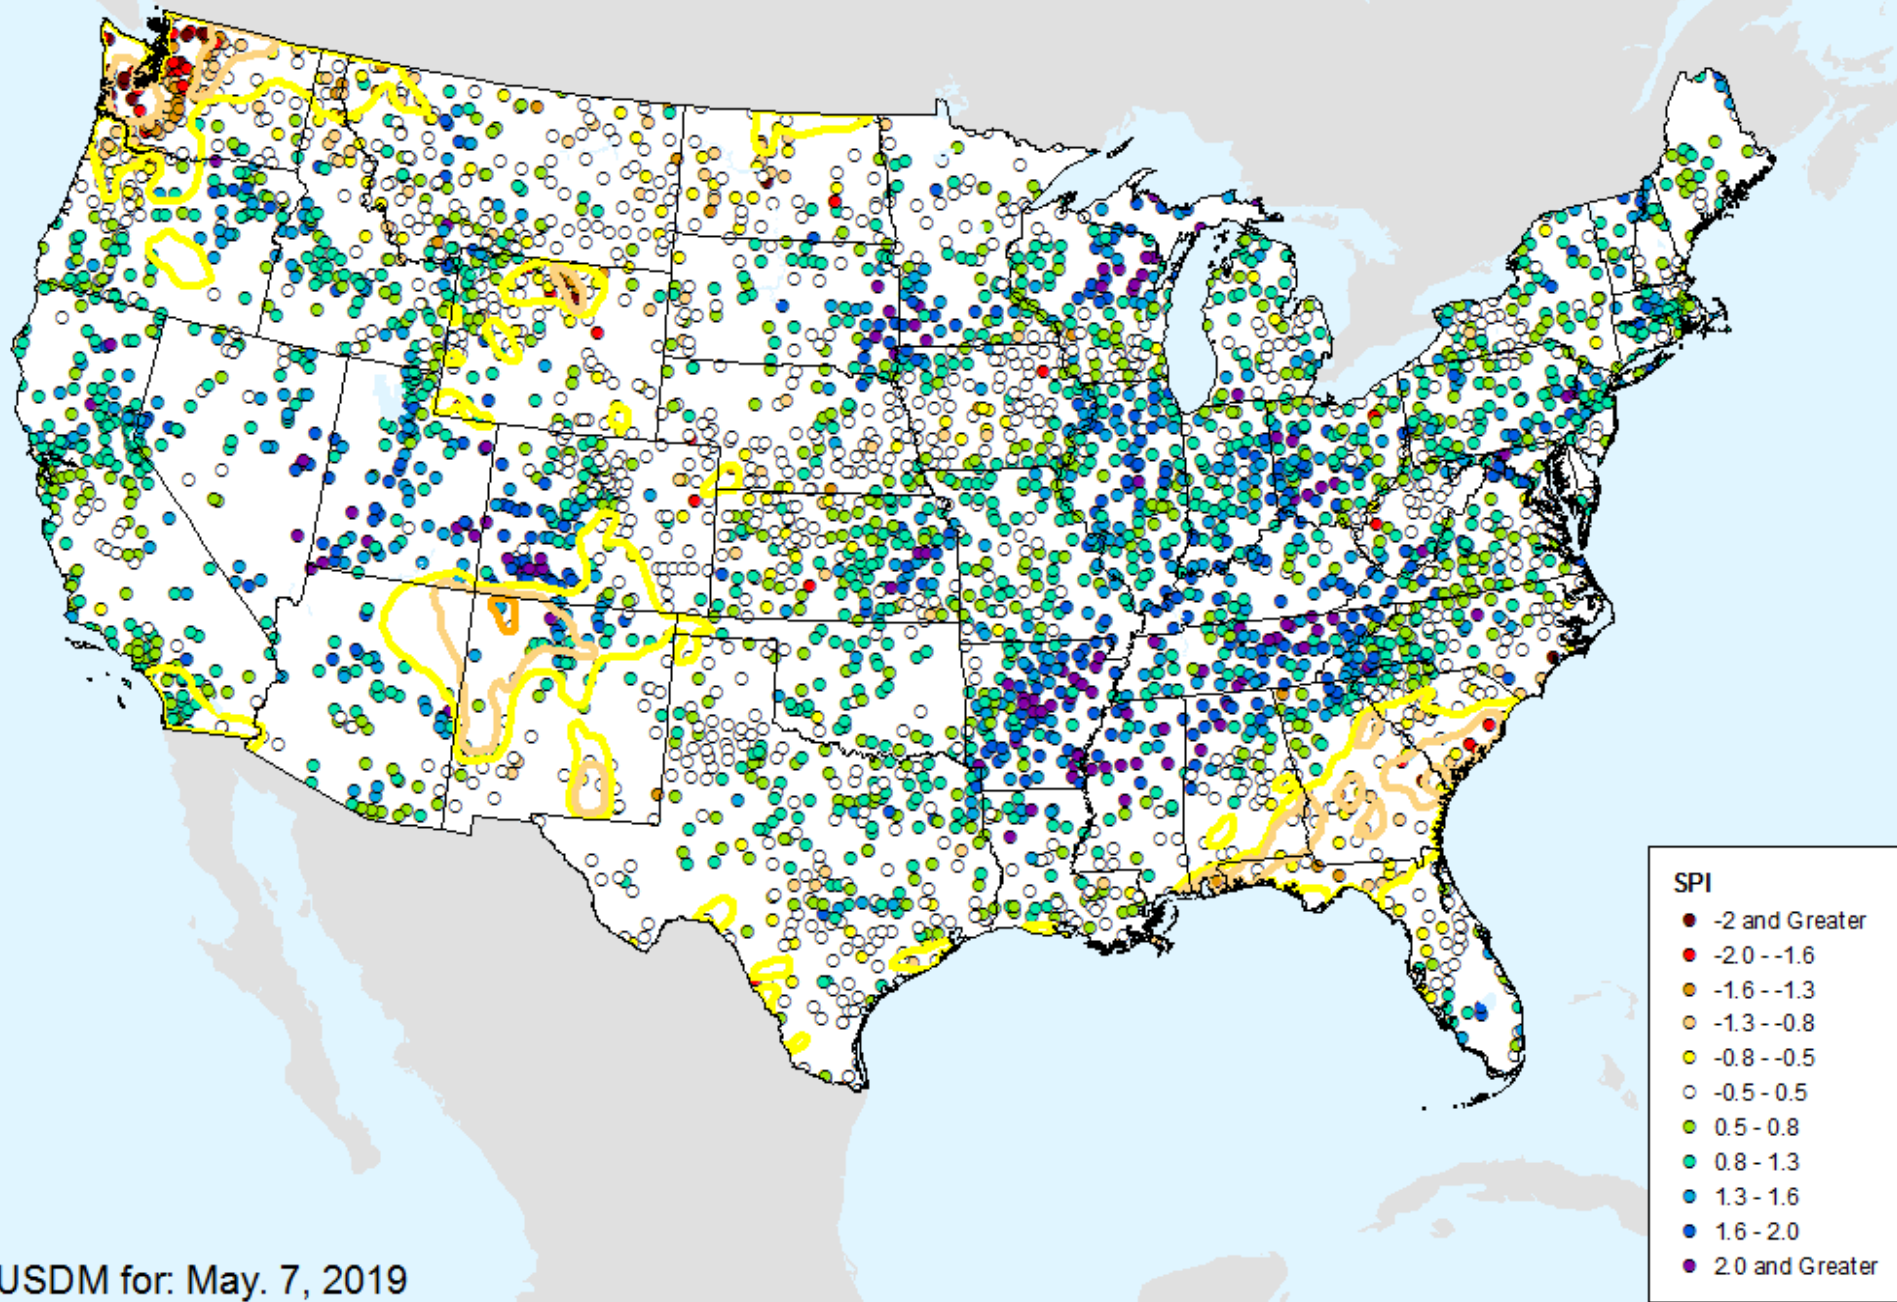 SPI
-2 and Greater
-2.0 - -1.6
-1.6 - -1.3
-1.3 - -0.8
-0.8 - -0.5
-0.5 - 0.5
0.5 - 0.8
0.8 - 1.3
1.3 - 1.6
1.6 - 2.0
2.0 and Greater
USDM for: May. 7, 2019